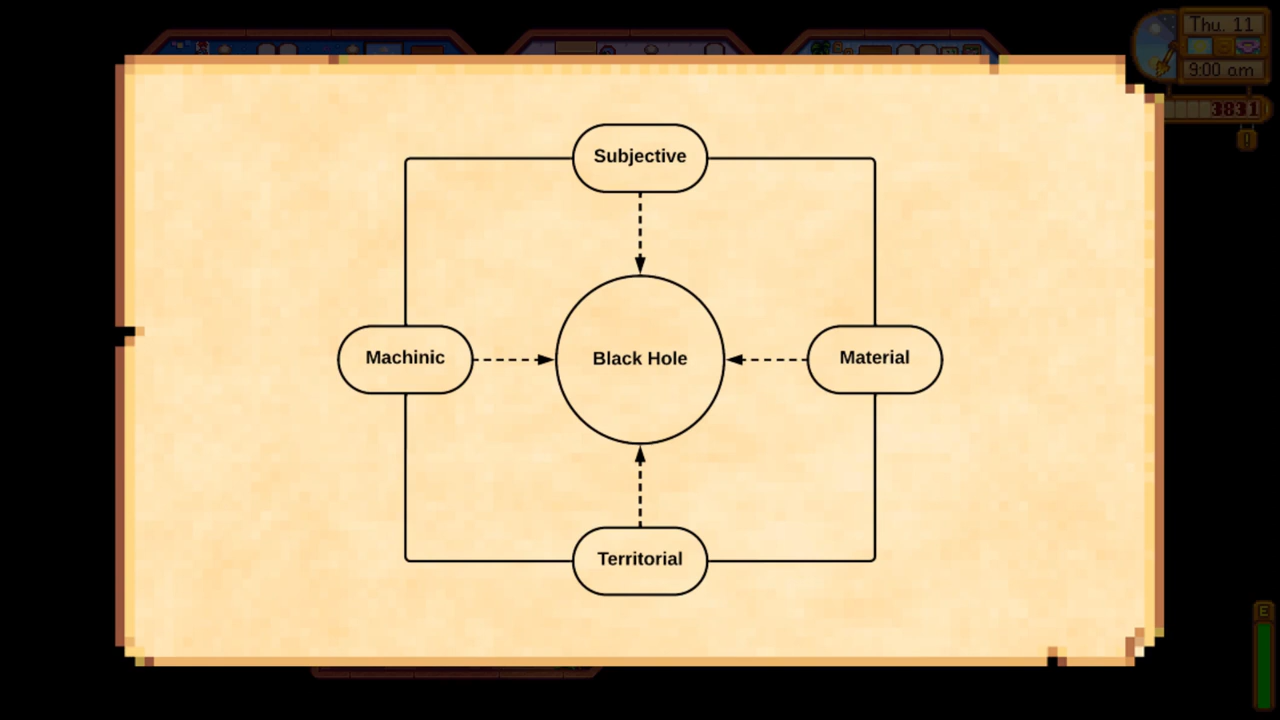 Thu. 11
9:00 am
3831
Subjective
Machinic
Black Hole
Material
Territorial
E